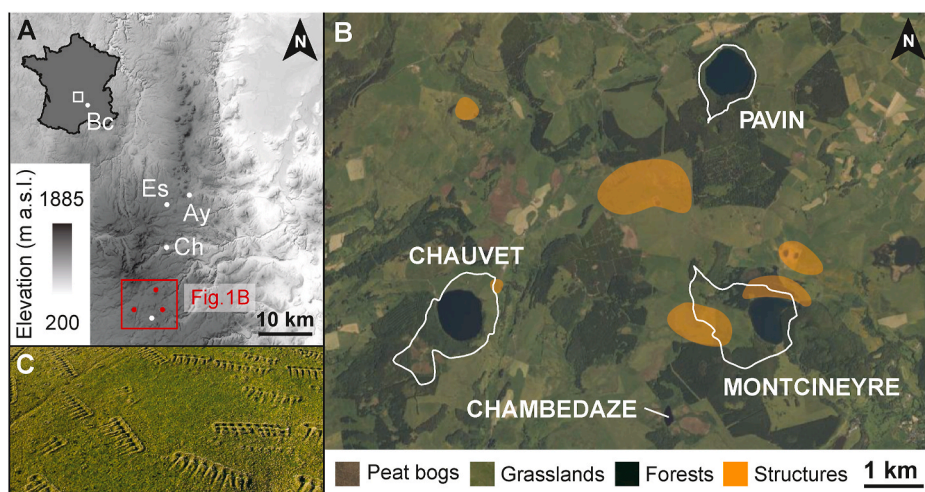 A
N
Bc
1885
Elevation (m a.s.l.)
200
Es
Ay
Ch
Fig.1B
10 km
C
B
N
PAVIN
CHAUVET
MONTCINEYRE
CHAMBEDAZE
Peat bogs Grasslands Forests Structures 1 km